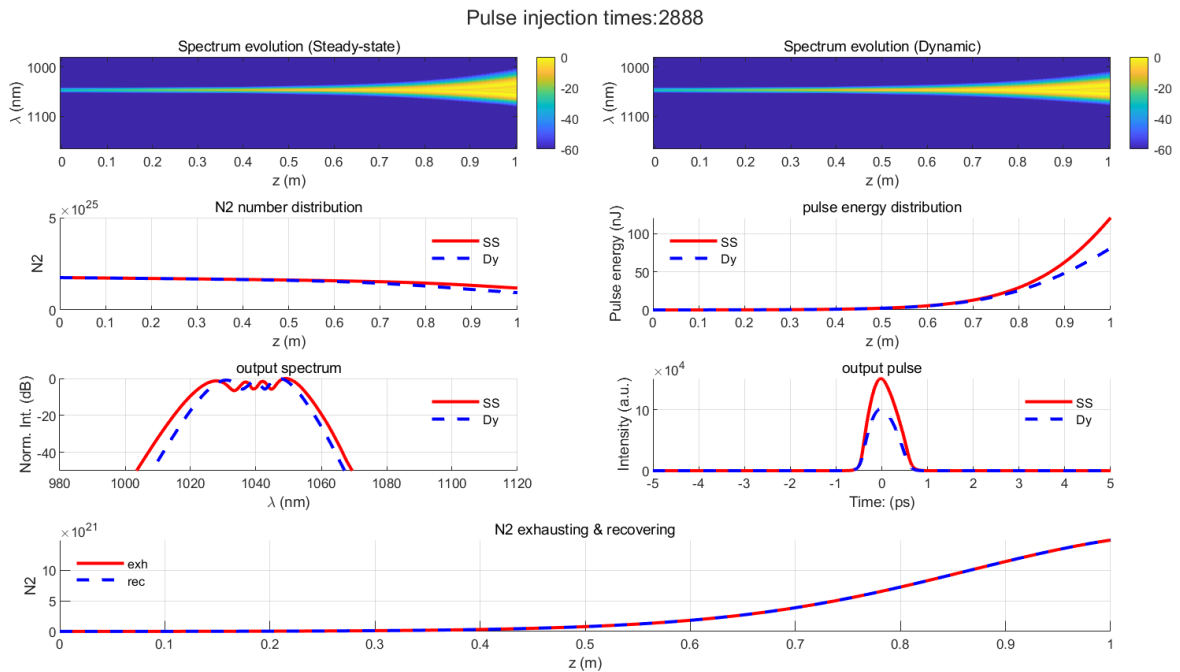 Pulse injection times:2888
Spectrum evolution (Steady-state)
λ (nm)
1000
1100
0 0.1 0.2 0.3 0.4 0.5 0.6 0.7 0.8 0.9 1
z (m)
0
-20
-40
-60
Spectrum evolution (Dynamic)
λ (nm)
1000
1100
0 0.1 0.2 0.3 0.4 0.5 0.6 0.7 0.8 0.9 1
z (m)
0
-20
-40
-60
N2 number distribution
×10^25
N2
5
0
SS
Dy
0 0.1 0.2 0.3 0.4 0.5 0.6 0.7 0.8 0.9 1
z (m)
pulse energy distribution
Pulse energy (nJ)
100
50
0
SS
Dy
0 0.1 0.2 0.3 0.4 0.5 0.6 0.7 0.8 0.9 1
z (m)
output spectrum
Norm. Int. (dB)
0
-20
-40
SS
Dy
980 1000 1020 1040 1060 1080 1100 1120
λ (nm)
output pulse
×10^4
Intensity (a.u.)
10
0
SS
Dy
-5 -4 -3 -2 -1 0 1 2 3 4 5
Time: (ps)
N2 exhausting & recovering
×10^21
N2
10
5
0
exh
rec
0 0.1 0.2 0.3 0.4 0.5 0.6 0.7 0.8 0.9 1
z (m)